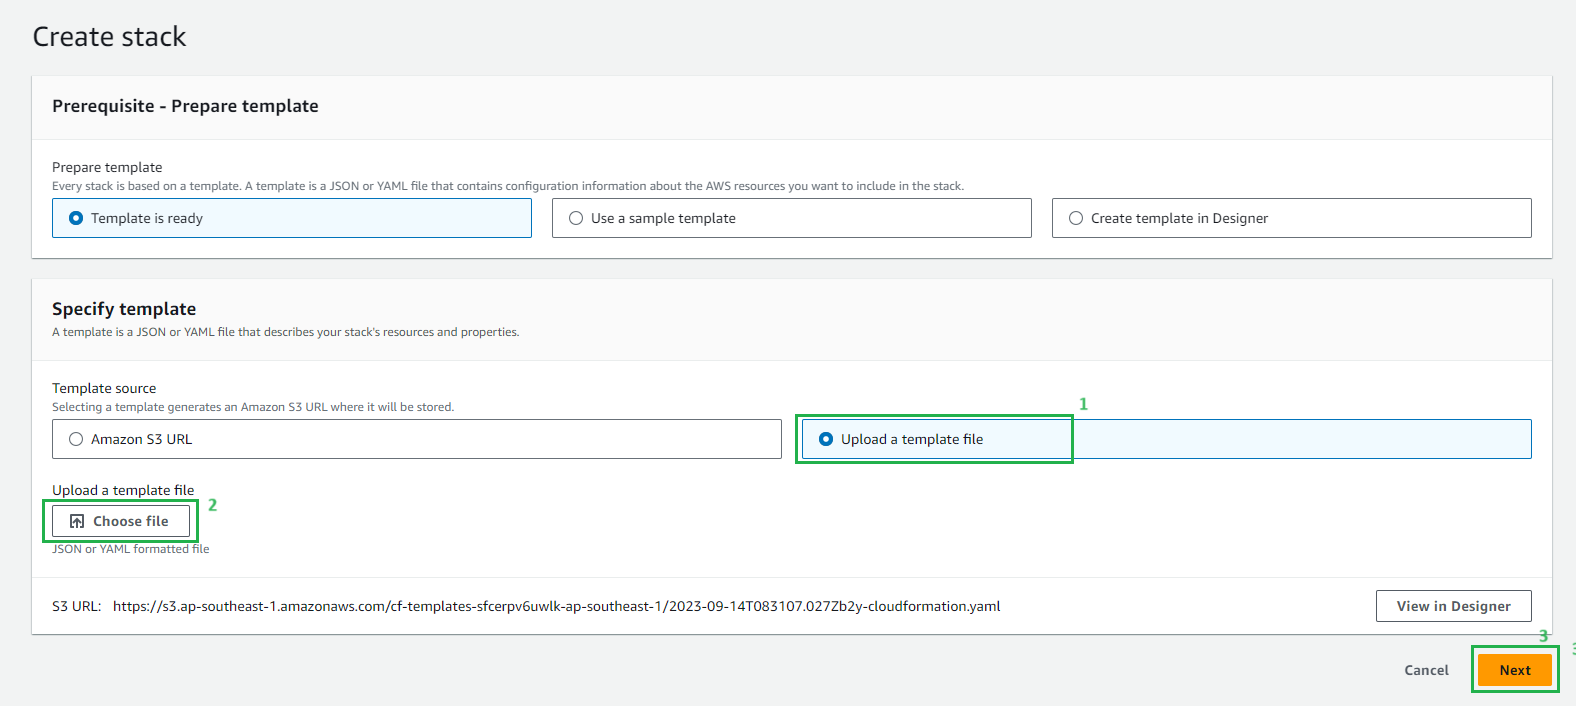 Create stack
Prerequisite - Prepare template
Prepare template
Every stack is based on a template. A template is a JSON or YAML file that contains configuration information about the AWS resources you want to include in the stack.
Template is ready
Use a sample template
Create template in Designer
Specify template
A template is a JSON or YAML file that describes your stack's resources and properties.
Template source
Selecting a template generates an Amazon S3 URL where it will be stored.
1
Amazon S3 URL
Upload a template file
Upload a template file
2
Choose file
JSON or YAML formatted file
S3 URL: https://s3.ap-southeast-1.amazonaws.com/cf-templates-sfcerpv6uwlk-ap-southeast-1/2023-09-14T083107.027Zb2y-cloudformation.yaml
View in Designer
3
Cancel
Next